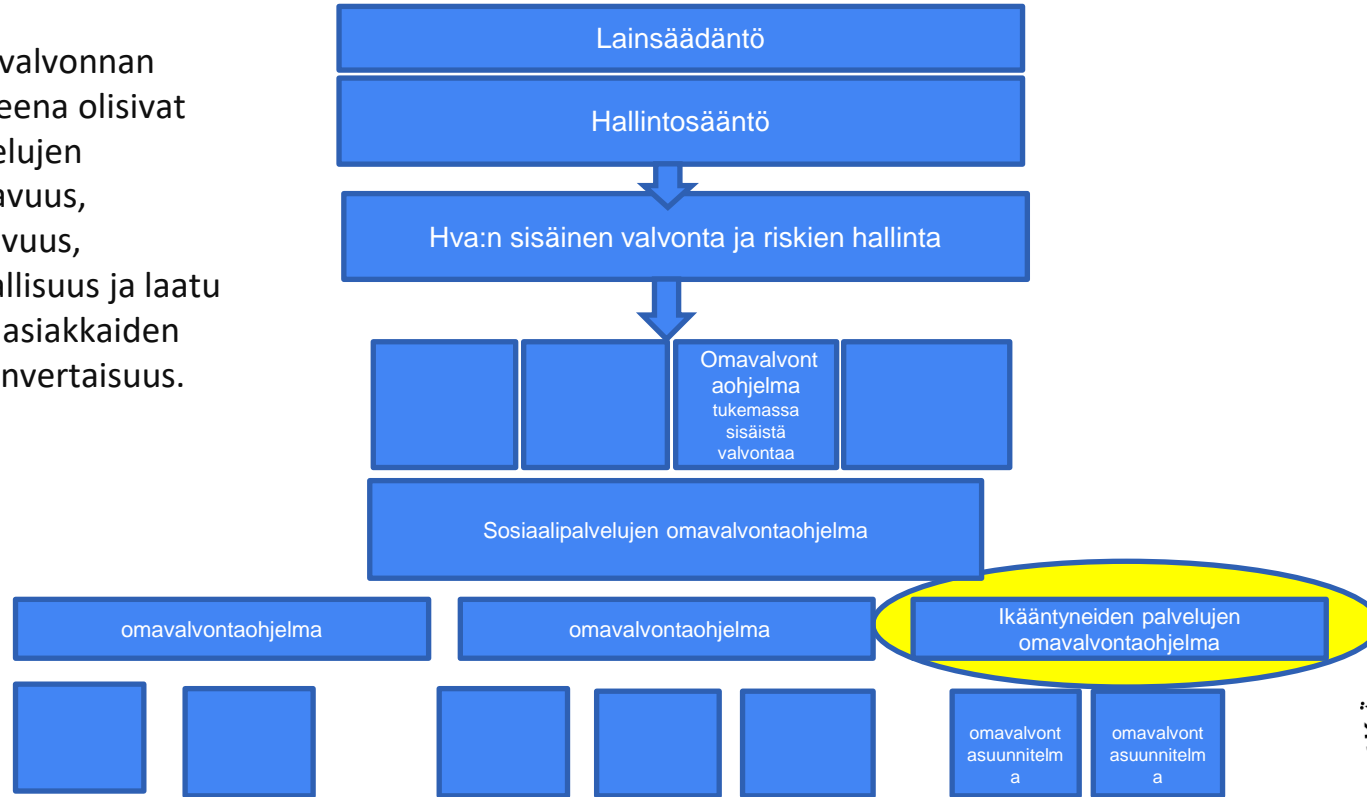 valvonnan
eena olisivat
elujen
avuus,
vuus,
allisuus ja laatu
asiakkaiden
nvertaisuus.
Lainsäädäntö
Hallintosääntö
Hva:n sisäinen valvonta ja riskien hallinta
Omavalvont
aohjelma
tukemassa
sisäistä
valvontaa
Sosiaalipalvelujen omavalvontaohjelma
omavalvontaohjelma
omavalvontaohjelma
Ikääntyneiden palvelujen
omavalvontaohjelma
omavalvont
asuunnitelm
a
omavalvont
asuunnitelm
a